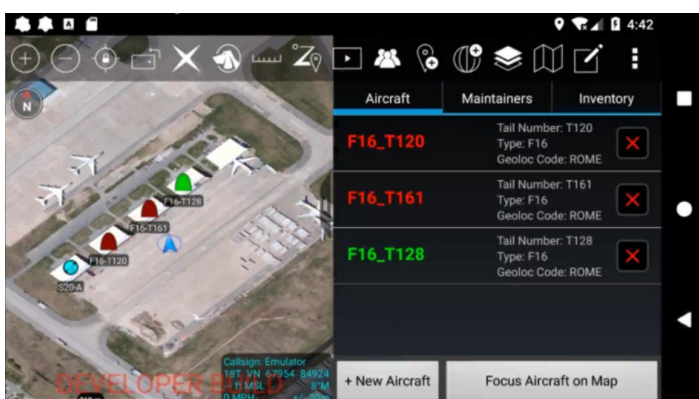 4:42
Aircraft
Maintainers
Inventory
F16_T120
Tail Number: T120
Type: F16
Geoloc Code: ROME
F16_T161
Tail Number: T161
Type: F16
Geoloc Code: ROME
F16_T128
Tail Number: T128
Type: F16
Geoloc Code: ROME
+ New Aircraft
Focus Aircraft on Map
N
F16-T128
F16-T161
F16-T120
S20-A
Callsign: Emulator
18T VN 67954 84924
ft MSL 8°M
0 MPH
DEVELOPER BUILD